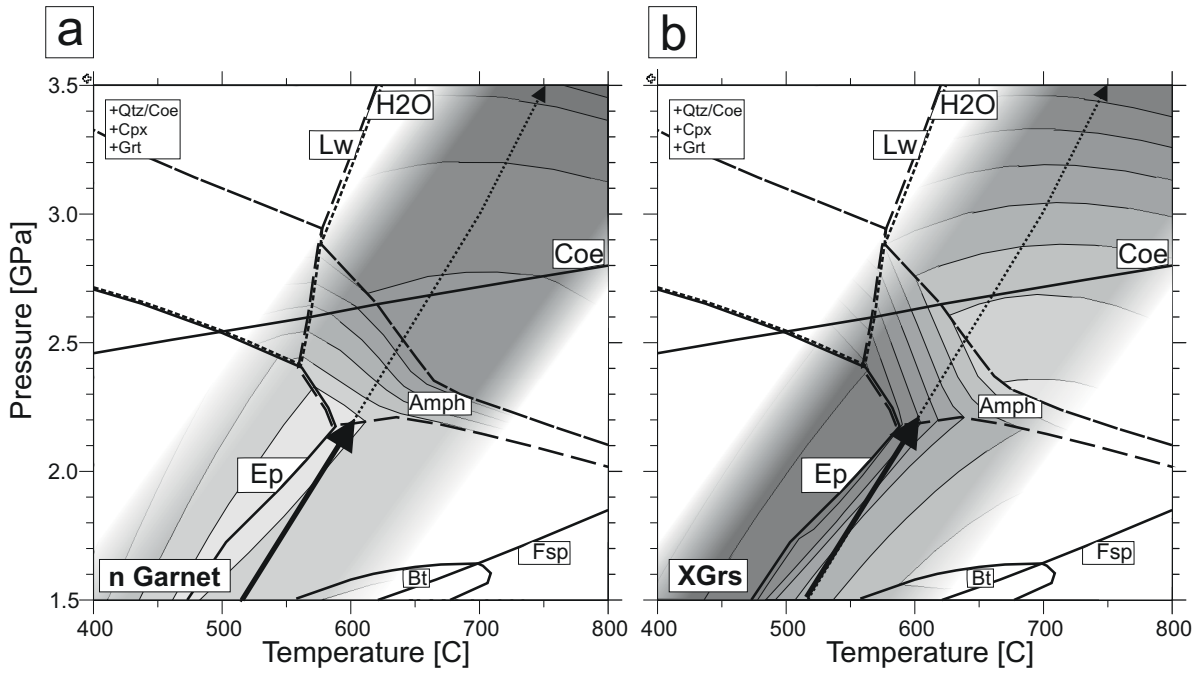 a
3.5
3.0
2.5
2.0
1.5
Pressure [GPa]
+Qtz/Coe
+Cpx
+Grt
H2O
Lw
Coe
Amph
Ep
n Garnet
Bt
Fsp
400
500
600
700
800
Temperature [C]
b
+Qtz/Coe
+Cpx
+Grt
H2O
Lw
Coe
Amph
Ep
XGrs
Bt
Fsp
400
500
600
700
800
Temperature [C]